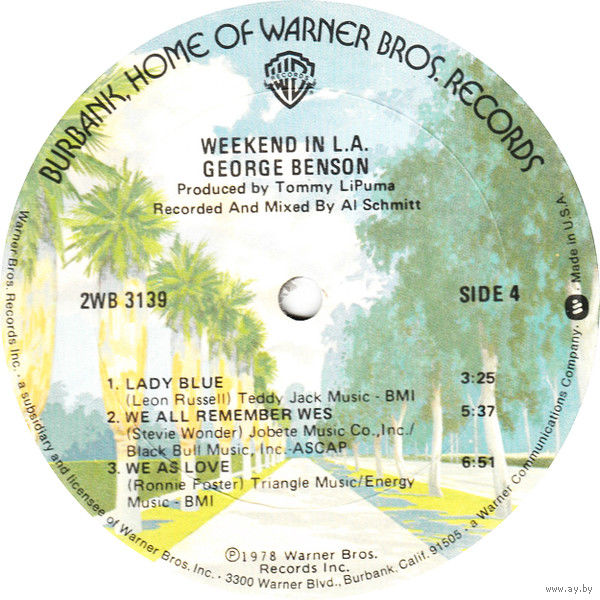 BURBANK, HOME OF WARNER BROS. RECORDS
WB
RECORDS
WEEKEND IN L.A.
GEORGE BENSON
Produced by Tommy LiPuma
Recorded And Mixed By Al Schmitt
2WB 3139
SIDE 4
1. LADY BLUE 3:25
(Leon Russell) Teddy Jack Music - BMI
2. WE ALL REMEMBER WES 5:37
(Stevie Wonder) Jobete Music Co., Inc./
Black Bull Music, Inc.-ASCAP
3. WE AS LOVE 6:51
(Ronnie Foster) Triangle Music/Energy
Music - BMI
Ⓟ1978 Warner Bros.
Records Inc.
Warner Bros. Records Inc. · a subsidiary and licensee of Warner Bros. Inc. · 3300 Warner Blvd., Burbank, Calif. 91505 · a Warner Communications Company. · Made in U.S.A.
www.ay.by